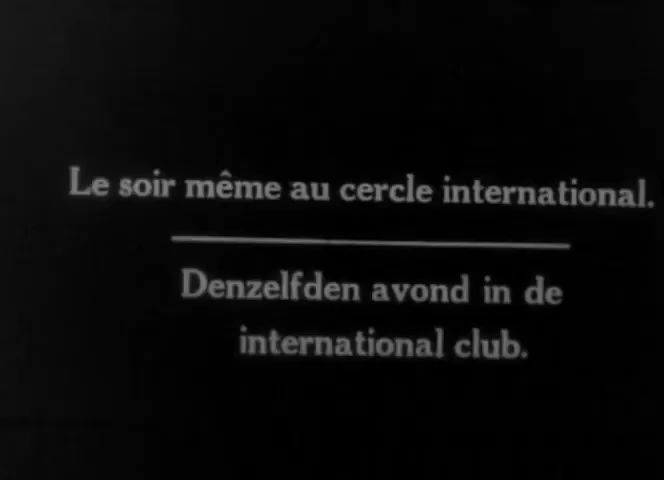 Le soir même au cercle international.
Denzelfden avond in de
international club.